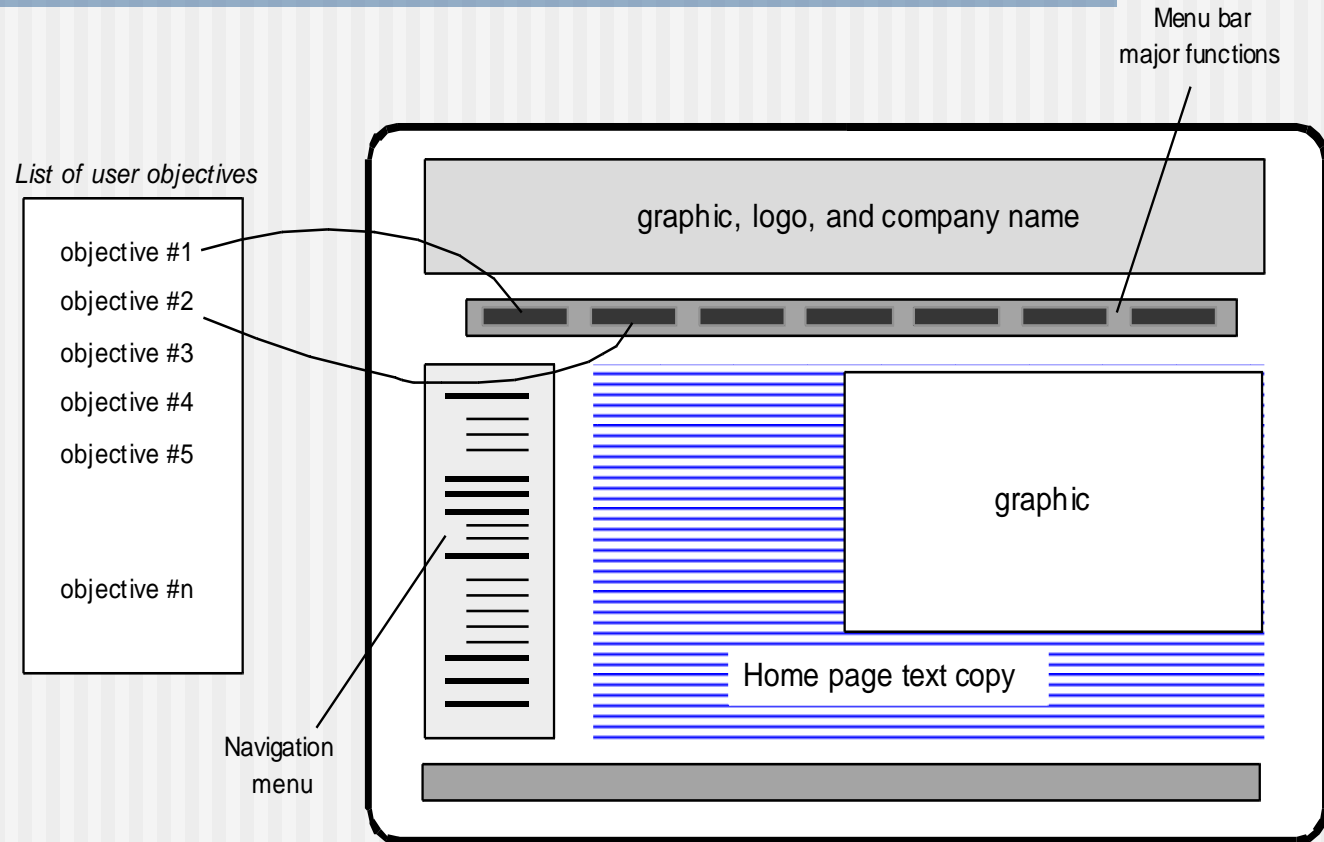 Menu bar
major functions
List of user objectives
graphic, logo, and company name
objective #1
objective #2
objective #3
objective #4
objective #5
graphic
objective #n
Home page text copy
Navigation
menu